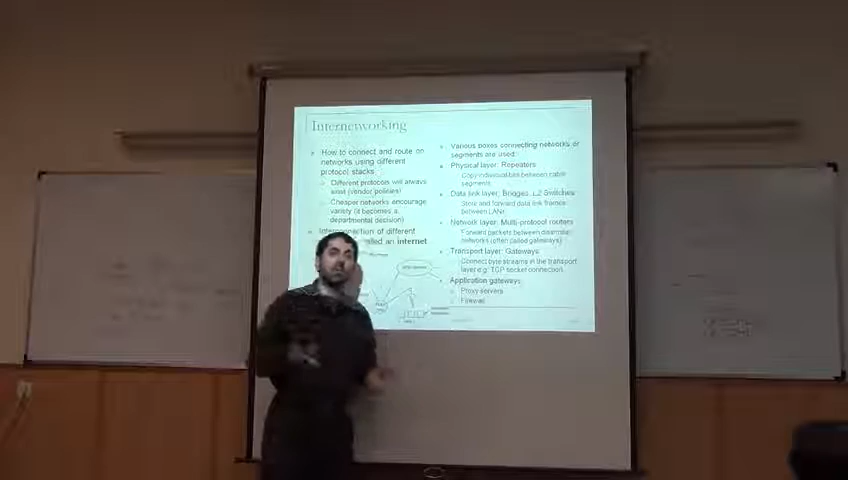 Internetworking
How to connect and route on
networks using different
protocol stacks
Different protocols will always
exist (vendor policies)
Cheaper networks encourage
variety (it becomes a
departmental decision)
Interconnection of different
called an internet
Various boxes connecting networks or
segments are used:
Physical layer: Repeaters
Copy individual bits between cable
segments
Data link layer: Bridges, L2 Switches
Store and forward data link frames
between LANs
Network layer: Multi-protocol routers
Forward packets between dissimilar
networks (often called gateways)
Transport layer: Gateways
Connect byte streams in the transport
layer e.g. TCP socket connection.
Application gateways
Proxy servers
Firewall